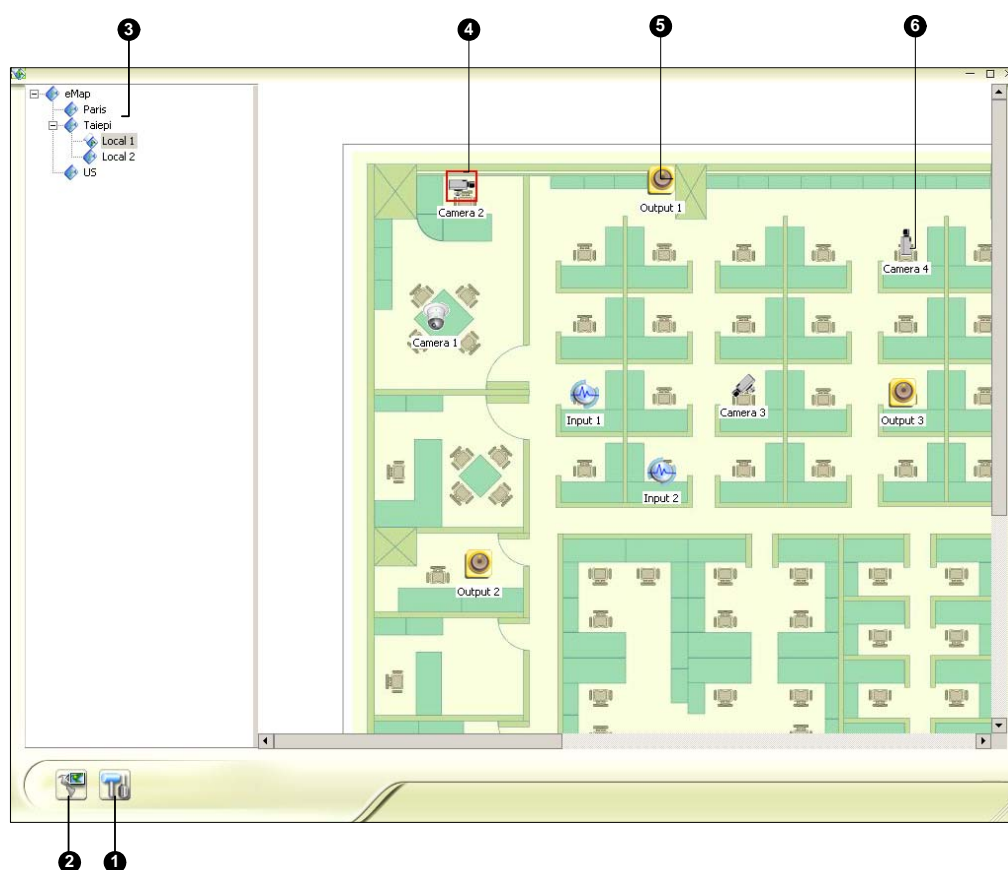 3
4
5
6
eMap
Paris
Taiepi
Local 1
Local 2
US
Camera 2
Output 1
Camera 4
Camera 1
Input 1
Camera 3
Output 3
Input 2
Output 2
2
1